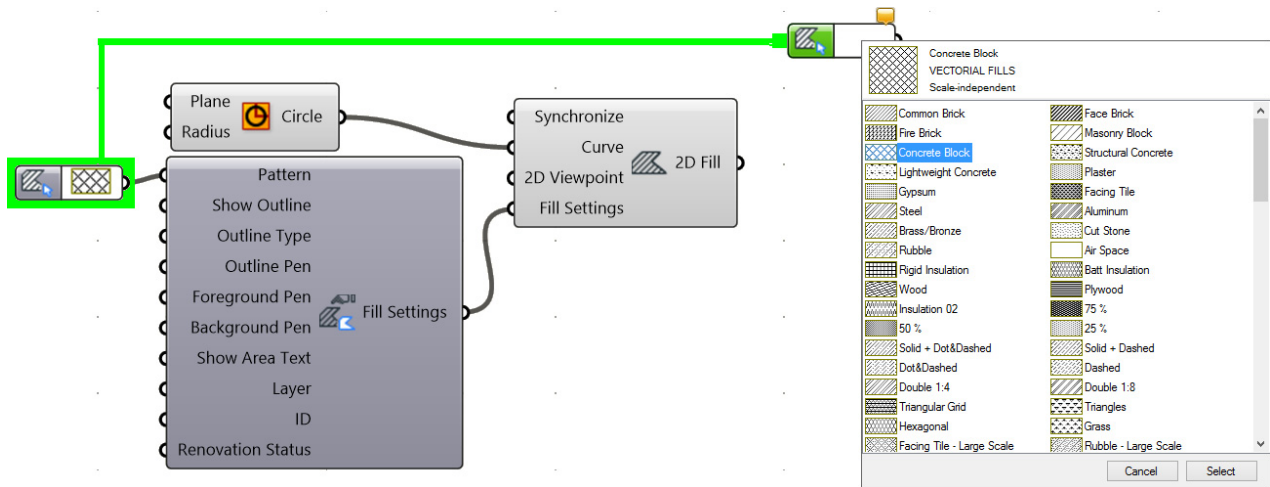 Plane
Radius
Circle
Synchronize
Curve
2D Viewpoint
Fill Settings
2D Fill
Pattern
Show Outline
Outline Type
Outline Pen
Foreground Pen
Background Pen
Show Area Text
Layer
ID
Renovation Status
Fill Settings
Concrete Block
VECTORIAL FILLS
Scale-independent
Common Brick Face Brick
Fire Brick Masonry Block
Concrete Block Structural Concrete
Lightweight Concrete Plaster
Gypsum Facing Tile
Steel Aluminum
Brass/Bronze Cut Stone
Rubble Air Space
Rigid Insulation Batt Insulation
Wood Plywood
Insulation 02 75 %
50 % 25 %
Solid + Dot&Dashed Solid + Dashed
Dot&Dashed Dashed
Double 1:4 Double 1:8
Triangular Grid Triangles
Hexagonal Grass
Facing Tile - Large Scale Rubble - Large Scale
Cancel Select